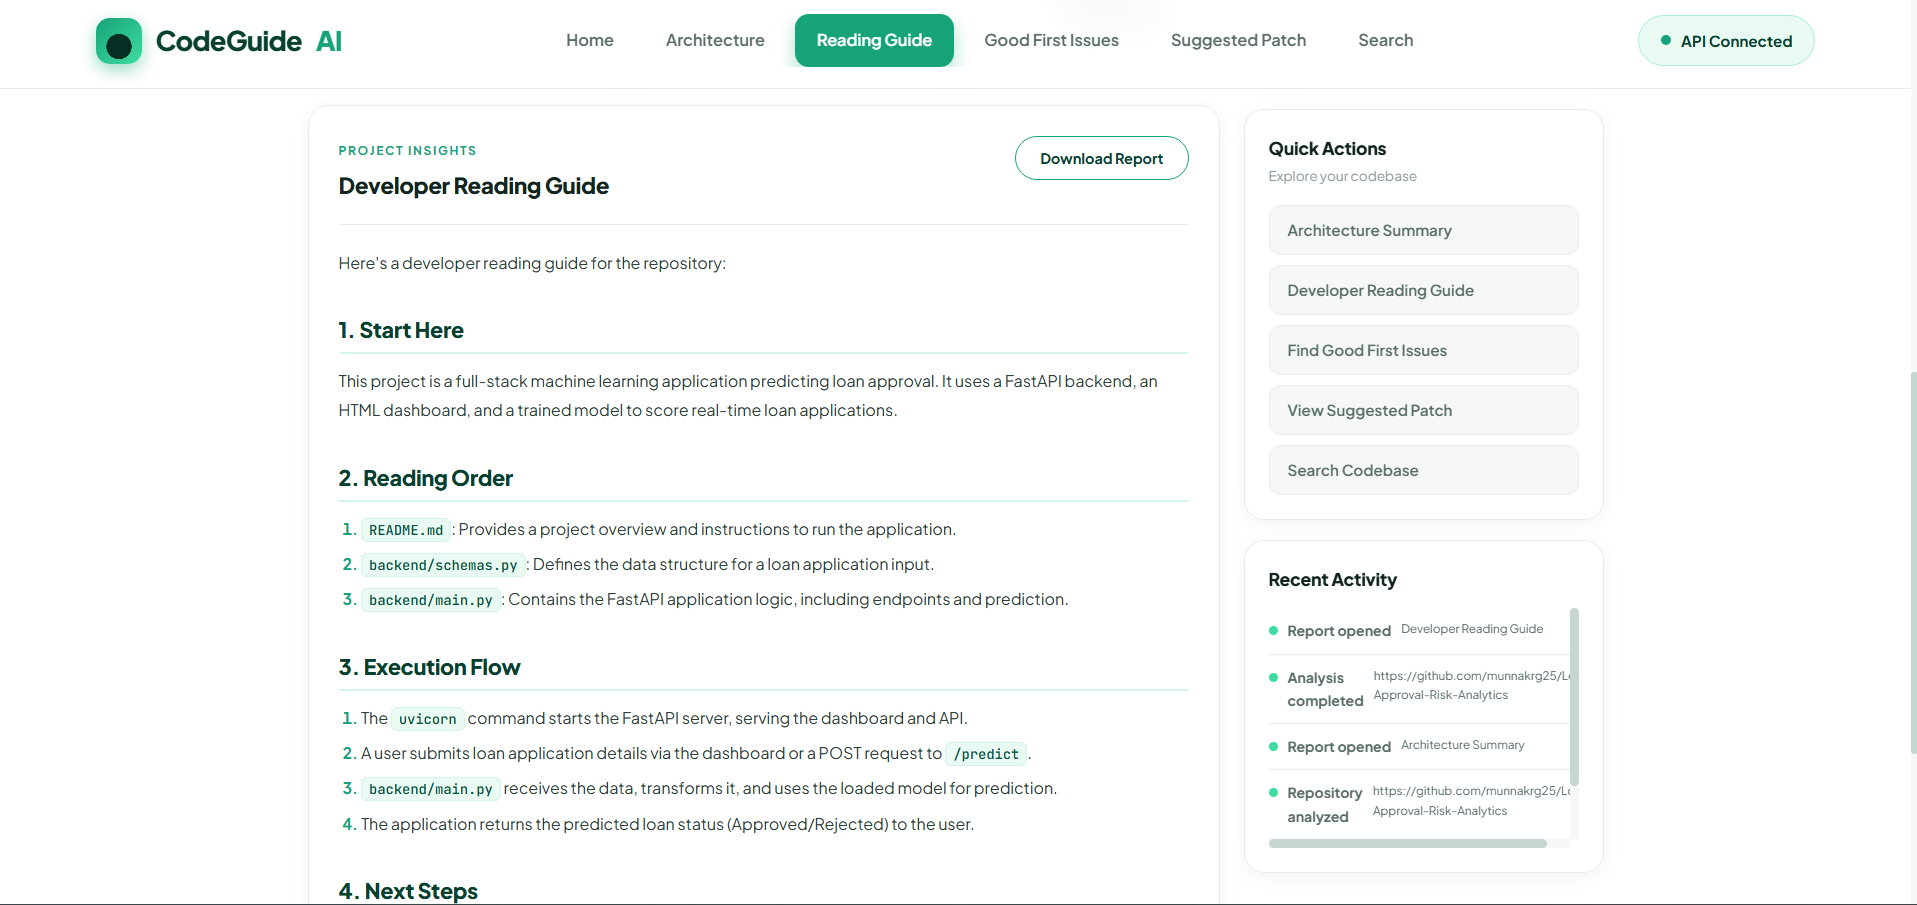 CodeGuide AI
Home
Architecture
Reading Guide
Good First Issues
Suggested Patch
Search
API Connected
PROJECT INSIGHTS
Developer Reading Guide
Download Report
Here's a developer reading guide for the repository:
1. Start Here
This project is a full-stack machine learning application predicting loan approval. It uses a FastAPI backend, an
HTML dashboard, and a trained model to score real-time loan applications.
2. Reading Order
1. README.md: Provides a project overview and instructions to run the application.
2. backend/schemas.py: Defines the data structure for a loan application input.
3. backend/main.py: Contains the FastAPI application logic, including endpoints and prediction.
3. Execution Flow
1. The uvicorn command starts the FastAPI server, serving the dashboard and API.
2. A user submits loan application details via the dashboard or a POST request to /predict.
3. backend/main.py receives the data, transforms it, and uses the loaded model for prediction.
4. The application returns the predicted loan status (Approved/Rejected) to the user.
4. Next Steps
Quick Actions
Explore your codebase
Architecture Summary
Developer Reading Guide
Find Good First Issues
View Suggested Patch
Search Codebase
Recent Activity
Report opened Developer Reading Guide
Analysis https://github.com/munnakrg25/L
completed Approval-Risk-Analytics
Report opened Architecture Summary
Repository https://github.com/munnakrg25/L
analyzed Approval-Risk-Analytics